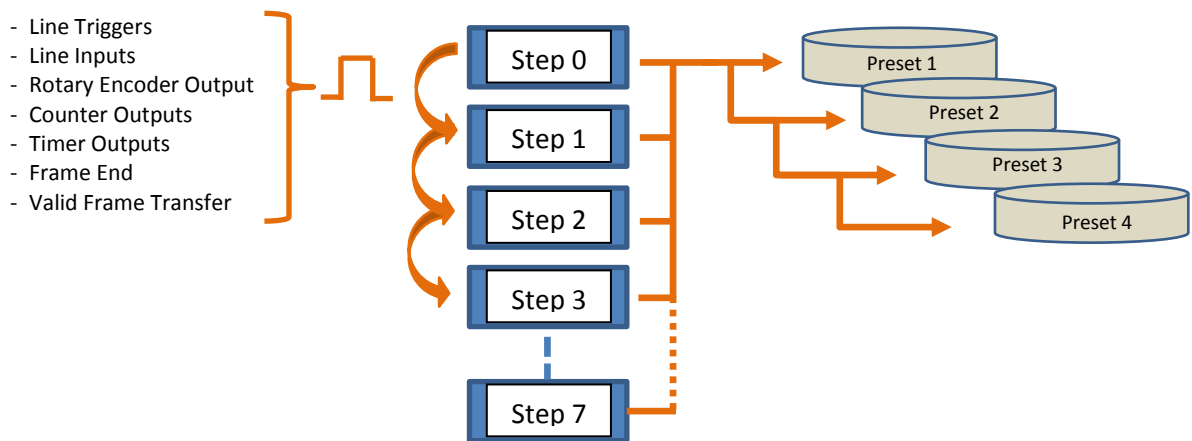 - Line Triggers
- Line Inputs
- Rotary Encoder Output
- Counter Outputs
- Timer Outputs
- Frame End
- Valid Frame Transfer
Step 0
Step 1
Step 2
Step 3
Step 7
Preset 1
Preset 2
Preset 3
Preset 4